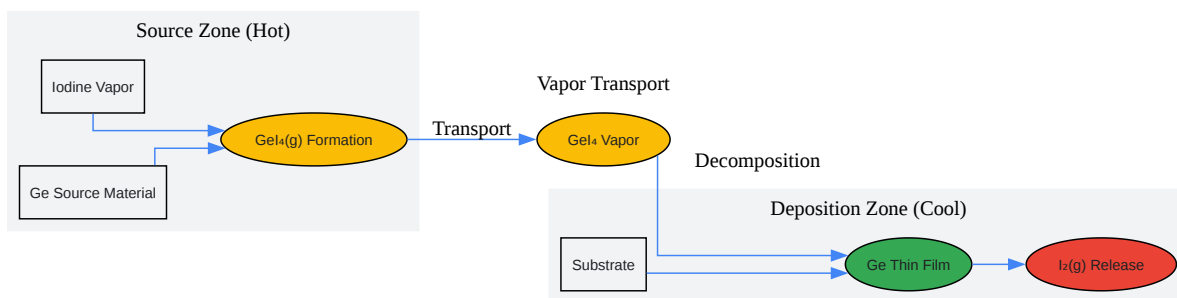 Source Zone (Hot)
Iodine Vapor
Ge Source Material
GeI₄(g) Formation
Transport
Vapor Transport
GeI₄ Vapor
Decomposition
Deposition Zone (Cool)
Substrate
Ge Thin Film
I₂(g) Release